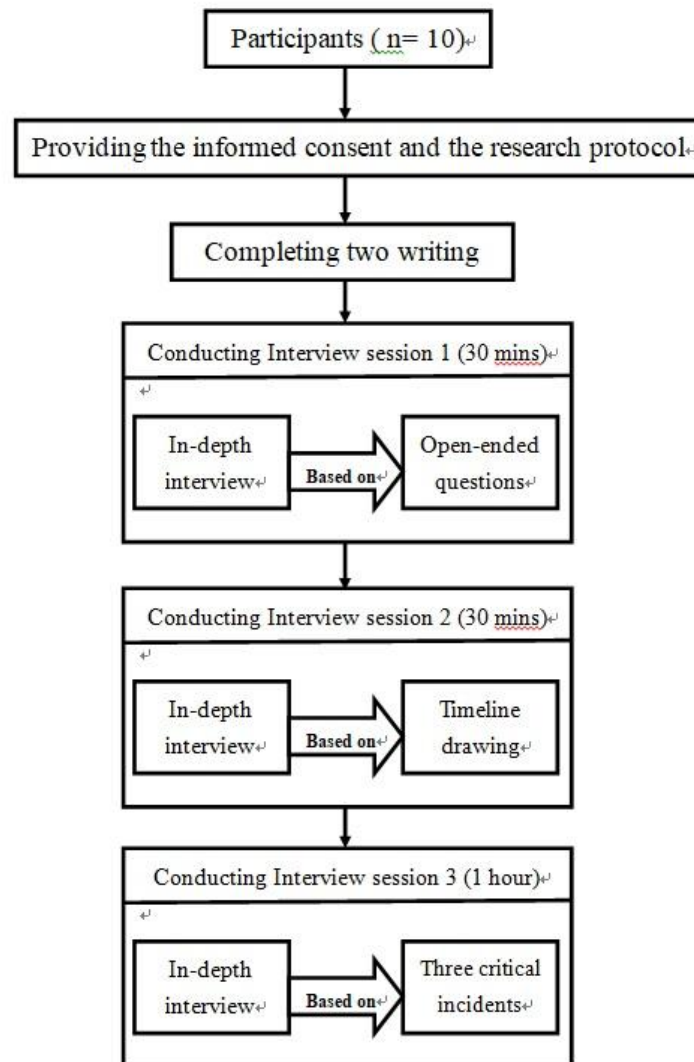 Participants ( n= 10)↵
Providing the informed consent and the research protocol↵
Completing two writing
Conducting Interview session 1 (30 mins)↵
↵
In-depth
interview↵
Based on↵
Open-ended
questions↵
Conducting Interview session 2 (30 mins)↵
↵
In-depth
interview↵
Based on↵
Timeline
drawing↵
Conducting Interview session 3 (1 hour)↵
↵
In-depth
interview↵
Based on↵
Three critical
incidents↵